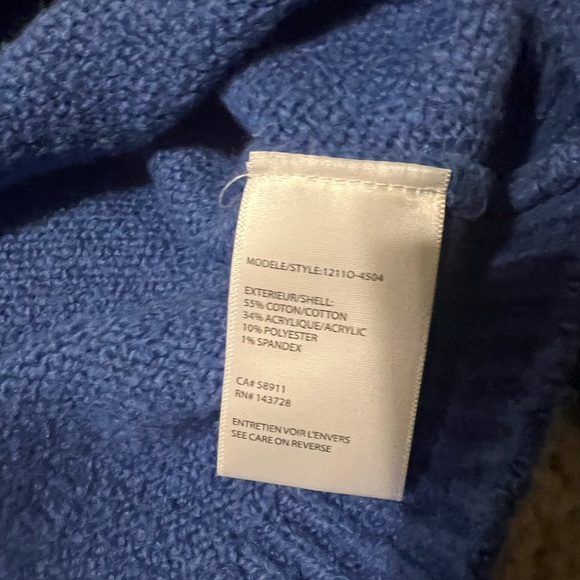 MODELE/STYLE:1211O-4504
EXTERIEUR/SHELL:
55% COTON/COTTON
34% ACRYLIQUE/ACRYLIC
10% POLYESTER
1% SPANDEX
CA# 58911
RN# 143728
ENTRETIEN VOIR L'ENVERS
SEE CARE ON REVERSE